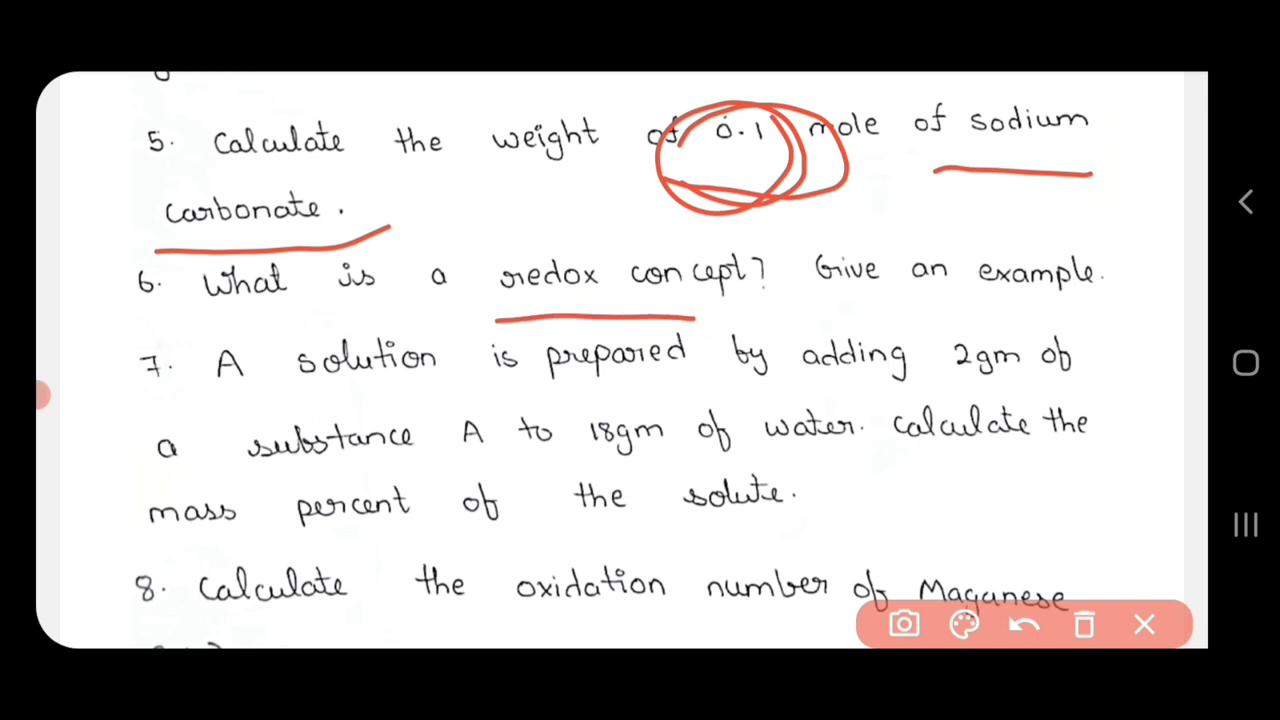 5. Calculate the weight of 0.1 mole of sodium
carbonate.
6. What is a redox concept? Give an example.
7. A solution is prepared by adding 2gm of
a substance A to 18gm of water. Calculate the
mass percent of the solute.
8. Calculate the oxidation number of Maganese